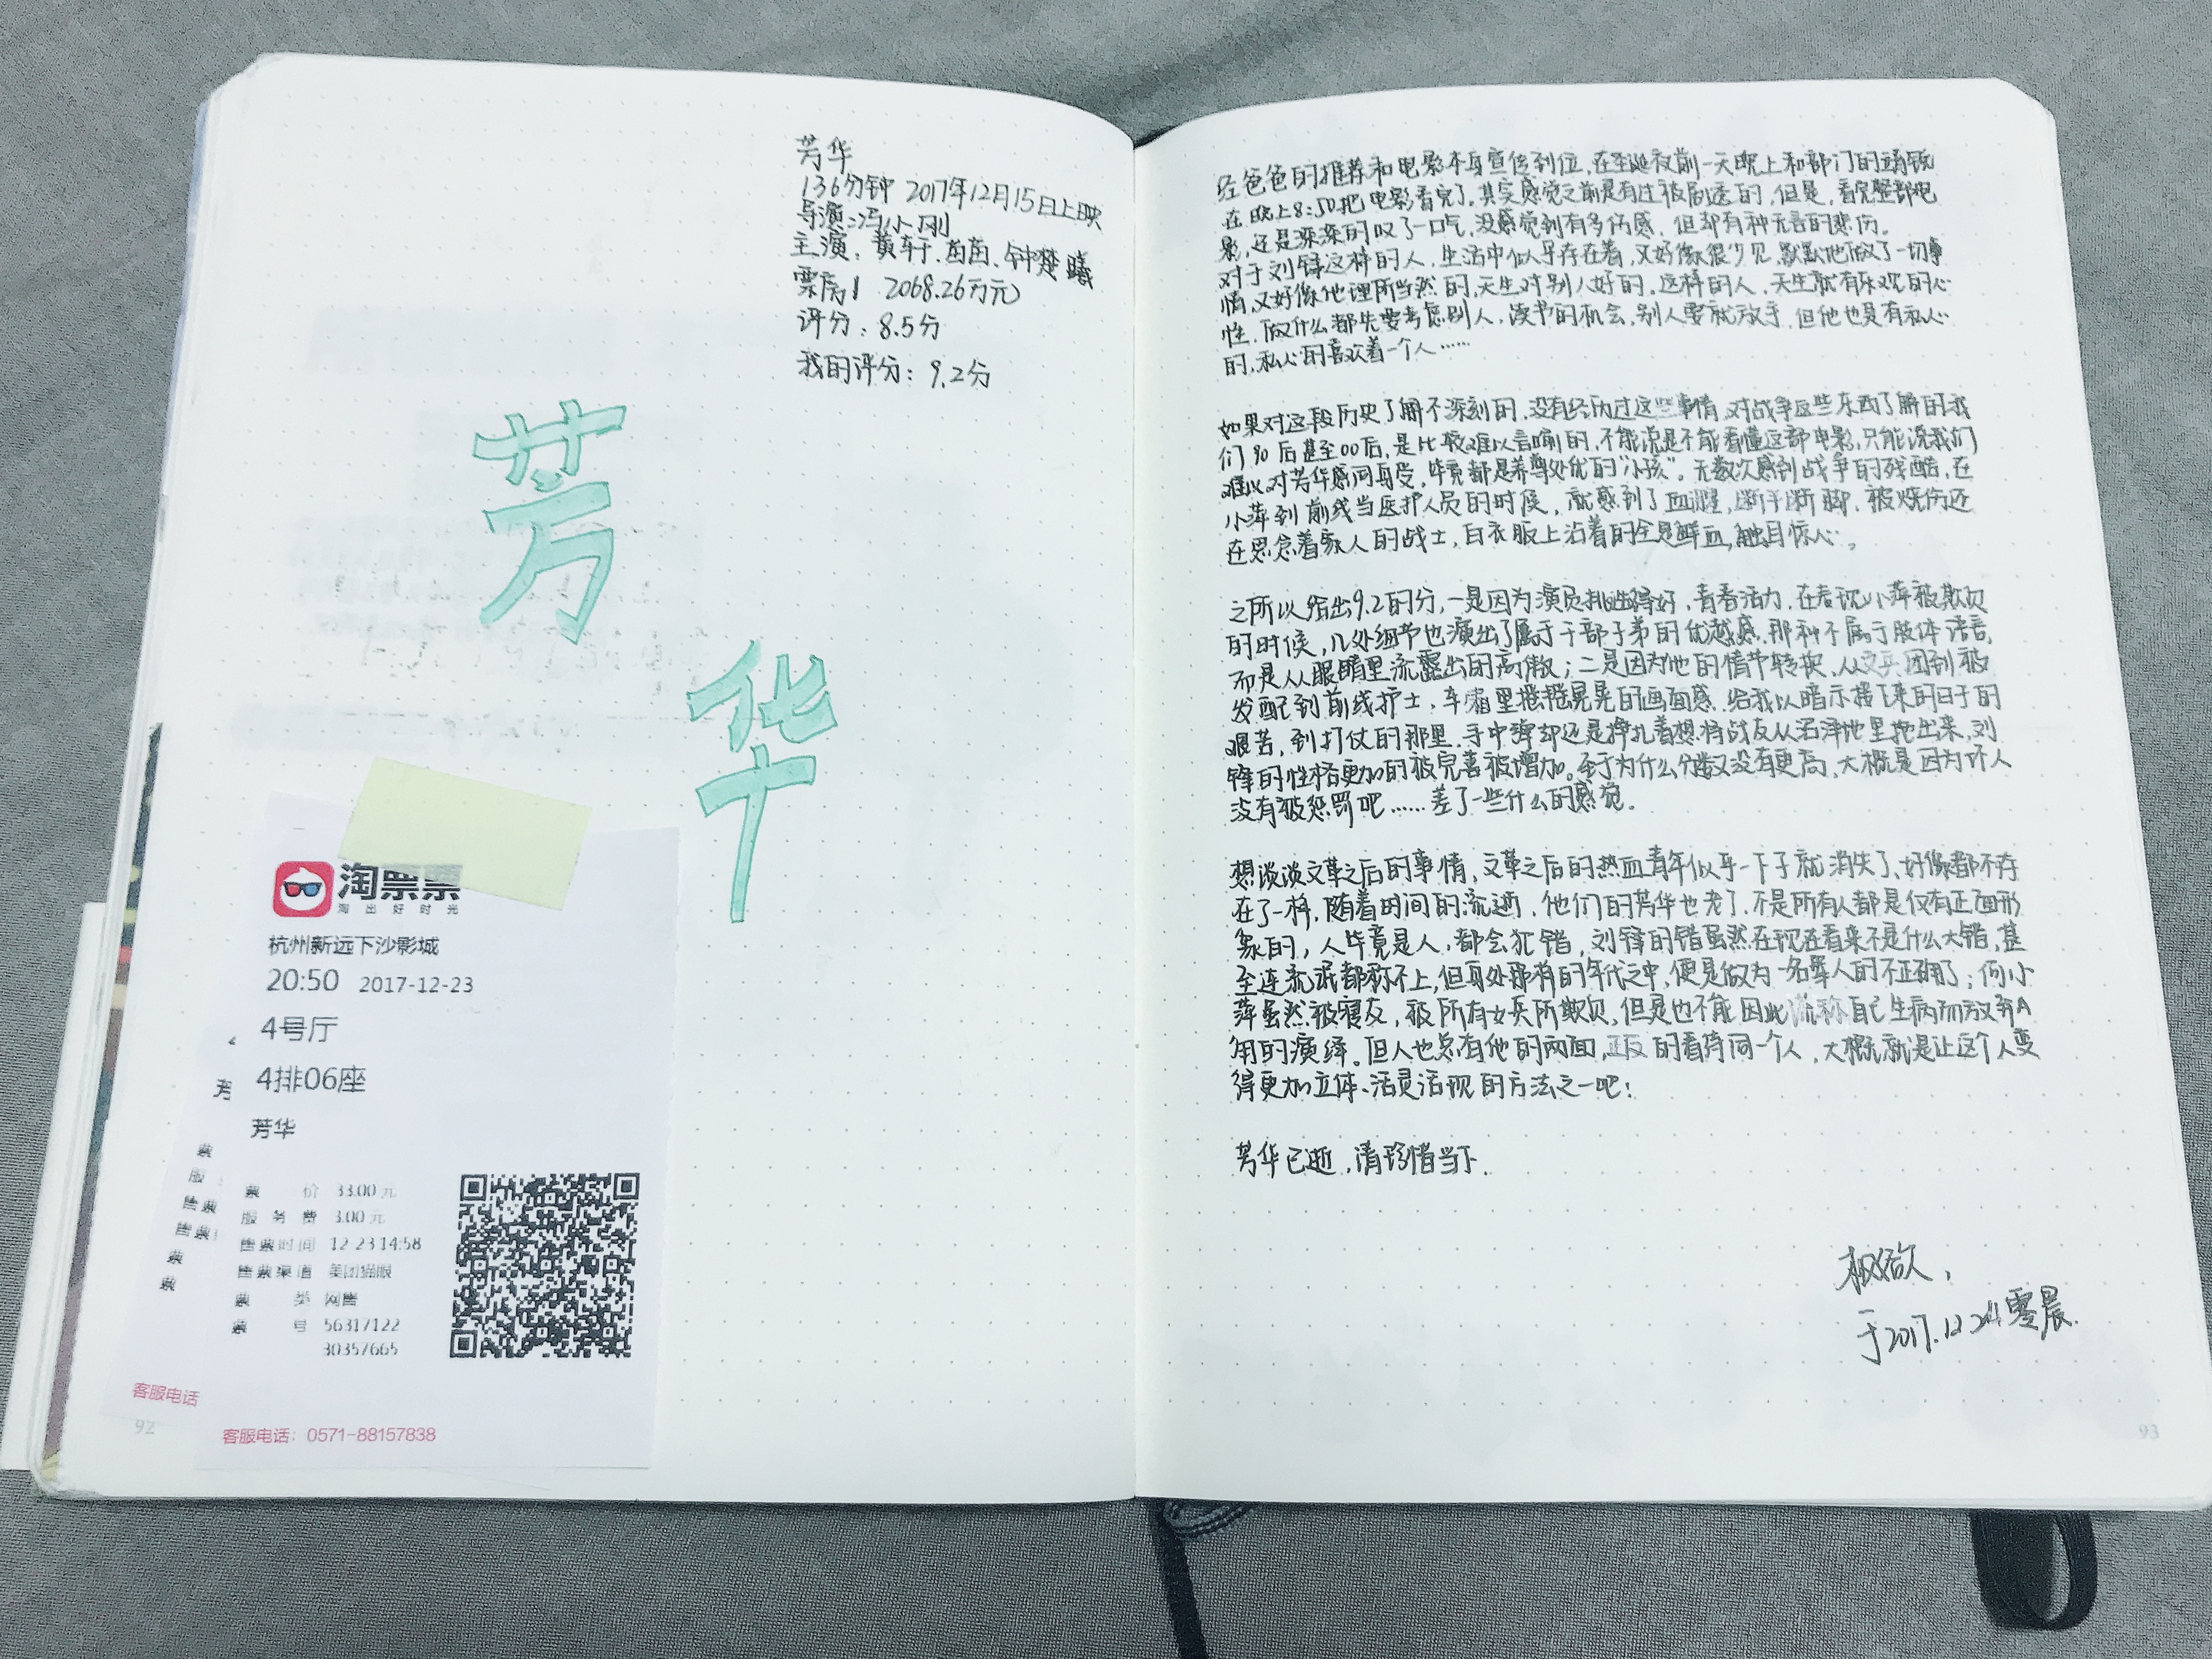 芳华
136分钟 2017年12月15日上映
导演:冯小刚
主演:黄轩.苗苗、钟楚曦
票房! 2068.26万元
评分:8.5分
我的评分:9.2分
芳
华
淘票票
淘出好时光
杭州新远下沙影城
20:50 2017-12-23
4号厅
4排06座
芳华
票 价 33.00元
服务费 3.00元
售票时间 12-23 14:58
售票渠道 美团猫眼
票 类 网售
票 号 56317122
30357665
客服电话
客服电话:0571-88157838
92
经爸爸的推荐和电影本身宣传到位,在圣诞夜前一天晚上和部门的
在晚上8:50把电影看完了,其实感觉之前是有过被剧透的,但是,看完整部电
影,还是深深的叹了一口气,没感觉到有多伤感,但却有种无言的悲伤。
对于刘锋这样的人,生活中似乎存在着,又好像很少见,默默地做了一切事
情,又好像他理所当然的,天生对别人好的,这样的人,天生就有乐观的心
性,做什么都先要考虑别人,读书的机会,别人要就放手,但他也是有私心
的,私心的喜欢着一个人……
如果对这段历史了解不深刻的,没有经历过这些事情,对战争这些东西了解的我
们90后甚至00后,是比较难以言喻的,不能说是不能看懂这部电影,只能说我们
难以对芳华感同身受,毕竟都是养尊处优的“小孩”。无数次感到战争的残酷,在
小萍到前线当医护人员的时候,就感到了血腥,断手断脚,被烧伤还
在思念着家人的战士,白衣服上沾着的全是鲜血,触目惊心。
之所以给出9.2的分,一是因为演员挑选得好,青春活力,在表现小萍被欺负
的时候,几处细节也演出了属于干部子弟的优越感,那种不属于肢体语言,
而是从眼睛里流露出的高傲;二是因为他的情节转换,从文兵团到被
发配到前线护士,车箱里摇摇晃晃的画面感,给我以暗示接下来的日子的
艰苦,到打仗的那里,手中弹却还是挣扎着想将战友从沼泽地里拖出来,刘
锋的性格更加的被完善被增加。至于为什么分数又没有更高,大概是因为坏人
没有被惩罚吧……差了一些什么的感觉。
想谈谈文革之后的事情,文革之后的热血青年似乎一下子就消失了,好像都不存
在了一样,随着时间的流逝,他们的芳华也老了,不是所有人都是仅有正面形
象的,人毕竟是人,都会犯错,刘锋的错虽然在现在看来不是什么大错,甚
至连流氓都称不上,但身处那样的年代之中,便是做为一名军人的不正确了;何小
萍虽然被寝友,被所有女兵所欺负,但是也不能因此谎称自己生病而放弃A
角的演绎。但人也总有他的两面,正反的看待同一个人,大概就是让这个人变
得更加立体、活灵活现的方法之一吧!
芳华已逝,请珍惜当下.
于2017.12.24零晨.
93